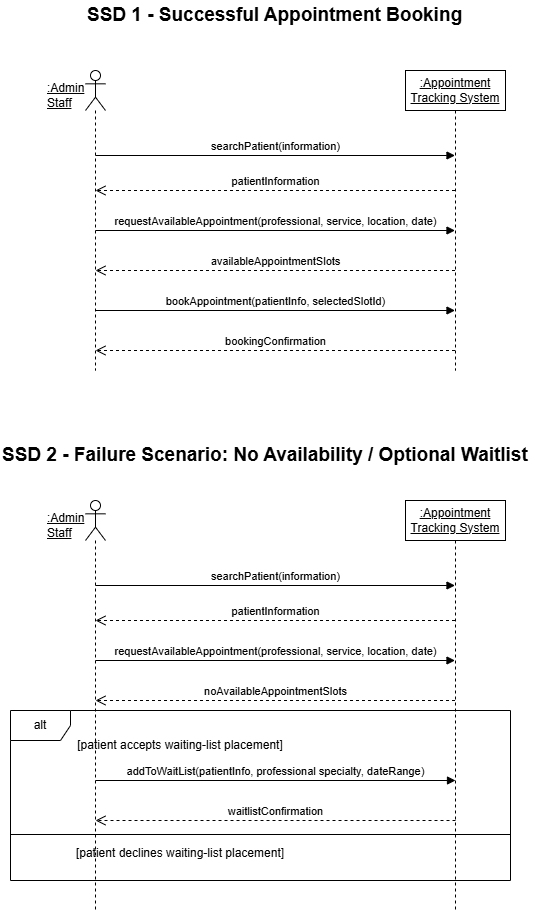 SSD 1 - Successful Appointment Booking
:Admin
Staff
:Appointment
Tracking System
searchPatient(information)
patientInformation
requestAvailableAppointment(professional, service, location, date)
availableAppointmentSlots
bookAppointment(patientInfo, selectedSlotId)
bookingConfirmation
SSD 2 - Failure Scenario: No Availability / Optional Waitlist
:Admin
Staff
:Appointment
Tracking System
searchPatient(information)
patientInformation
requestAvailableAppointment(professional, service, location, date)
noAvailableAppointmentSlots
alt
[patient accepts waiting-list placement]
addToWaitList(patientInfo, professional specialty, dateRange)
waitlistConfirmation
[patient declines waiting-list placement]